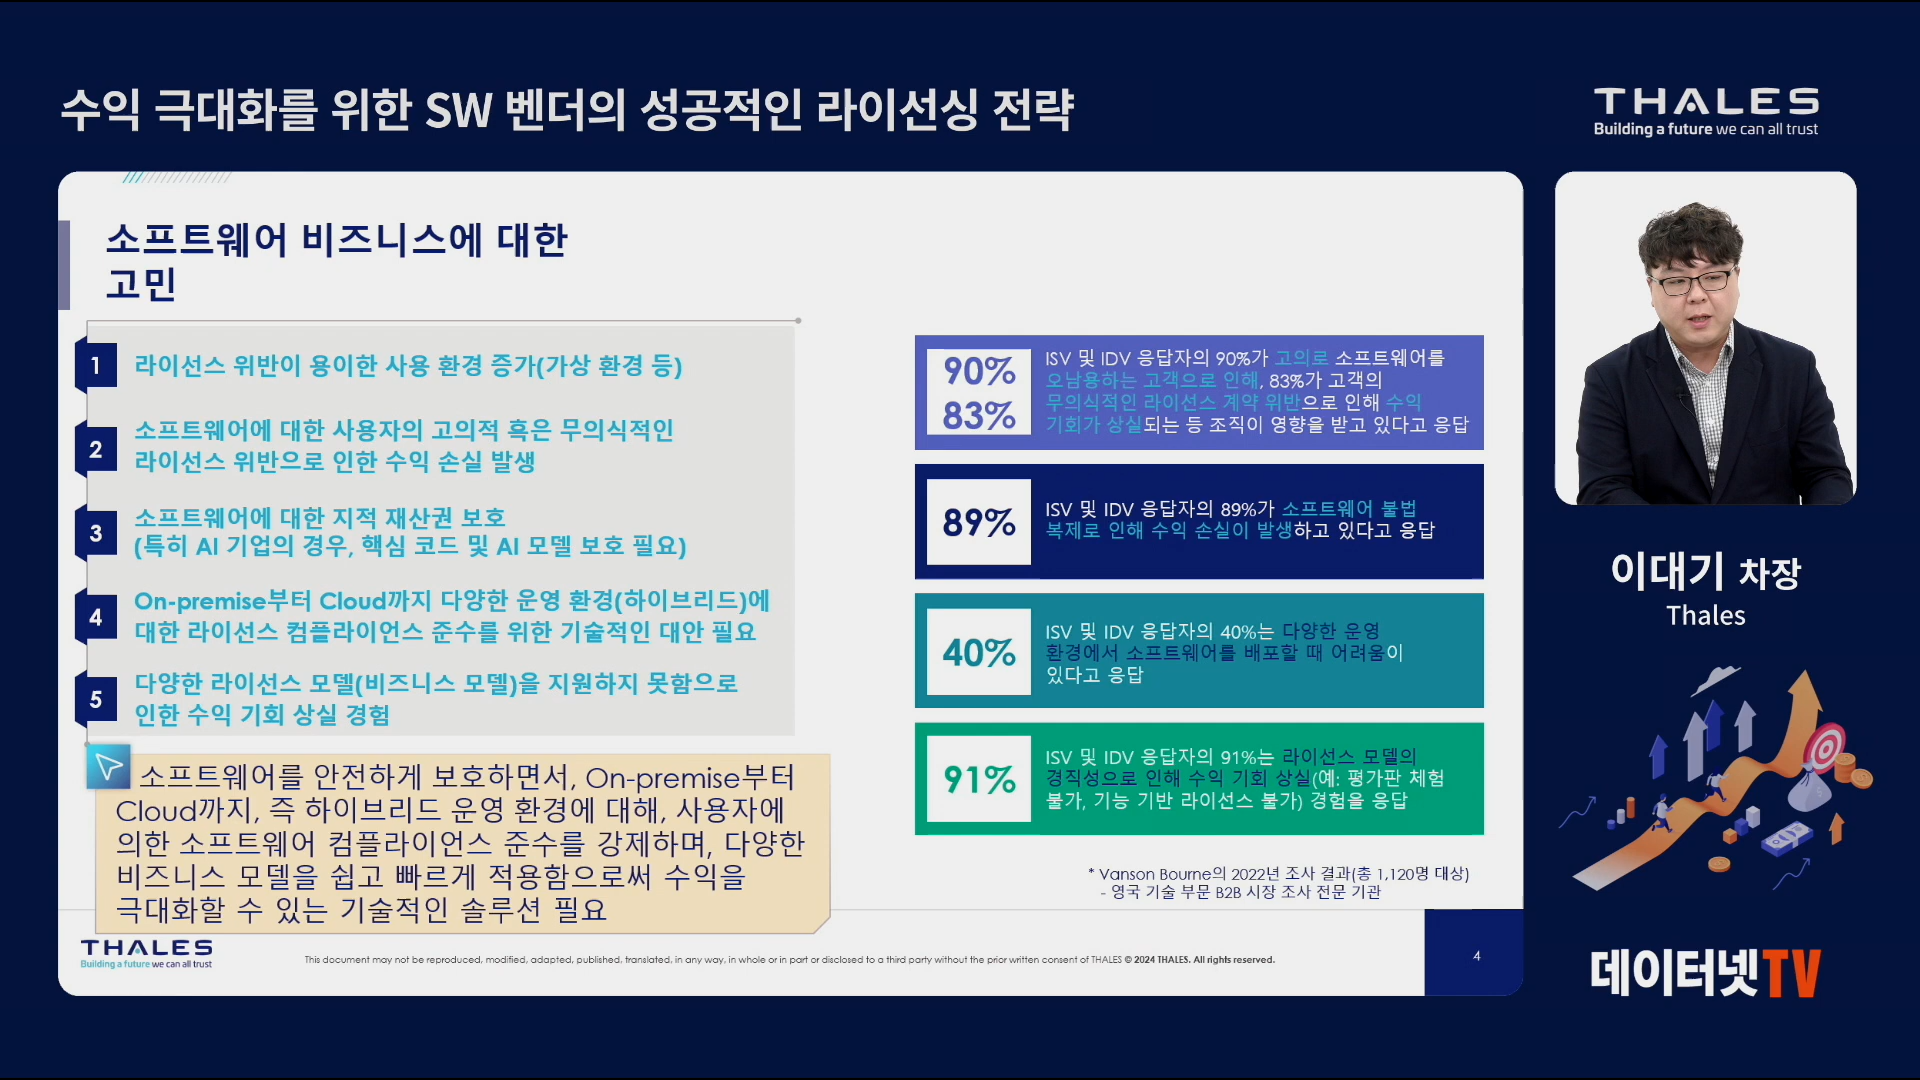 수익 극대화를 위한 SW 벤더의 성공적인 라이선싱 전략
THALES
Building a future we can all trust
소프트웨어 비즈니스에 대한
고민
1
라이선스 위반이 용이한 사용 환경 증가(가상 환경 등)
2
소프트웨어에 대한 사용자의 고의적 혹은 무의식적인
라이선스 위반으로 인한 수익 손실 발생
3
소프트웨어에 대한 지적 재산권 보호
(특히 AI 기업의 경우, 핵심 코드 및 AI 모델 보호 필요)
4
On-premise부터 Cloud까지 다양한 운영 환경(하이브리드)에
대한 라이선스 컴플라이언스 준수를 위한 기술적인 대안 필요
5
다양한 라이선스 모델(비즈니스 모델)을 지원하지 못함으로
인한 수익 기회 상실 경험
소프트웨어를 안전하게 보호하면서, On-premise부터
Cloud까지, 즉 하이브리드 운영 환경에 대해, 사용자에
의한 소프트웨어 컴플라이언스 준수를 강제하며, 다양한
비즈니스 모델을 쉽고 빠르게 적용함으로써 수익을
극대화할 수 있는 기술적인 솔루션 필요
90%
83%
ISV 및 IDV 응답자의 90%가 고의로 소프트웨어를
오남용하는 고객으로 인해, 83%가 고객의
무의식적인 라이선스 계약 위반으로 인해 수익
기회가 상실되는 등 조직이 영향을 받고 있다고 응답
89%
ISV 및 IDV 응답자의 89%가 소프트웨어 불법
복제로 인해 수익 손실이 발생하고 있다고 응답
40%
ISV 및 IDV 응답자의 40%는 다양한 운영
환경에서 소프트웨어를 배포할 때 어려움이
있다고 응답
91%
ISV 및 IDV 응답자의 91%는 라이선스 모델의
경직성으로 인해 수익 기회 상실(예: 평가판 체험
불가, 기능 기반 라이선스 불가) 경험을 응답
* Vanson Bourne의 2022년 조사 결과(총 1,120명 대상)
- 영국 기술 부문 B2B 시장 조사 전문 기관
THALES
Building a future we can all trust
This document may not be reproduced, modified, adapted, published, translated, in any way, in whole or in part or disclosed to a third party without the prior written consent of THALES © 2024 THALES. All rights reserved.
4
이대기 차장
Thales
데이터넷TV